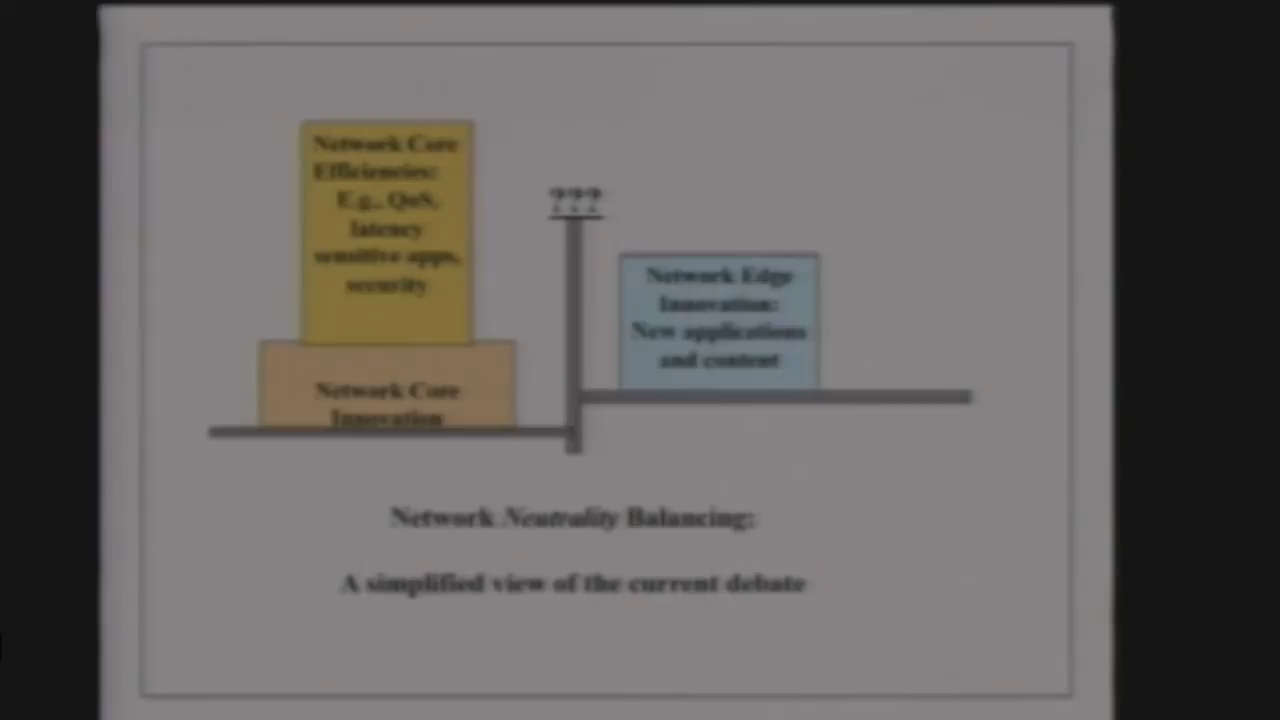 Network Core
Efficiencies:
E.g., QoS,
latency
sensitive apps,
security
Network Core
Innovation
???
Network Edge
Innovation:
New applications
and content
Network Neutrality Balancing:
A simplified view of the current debate